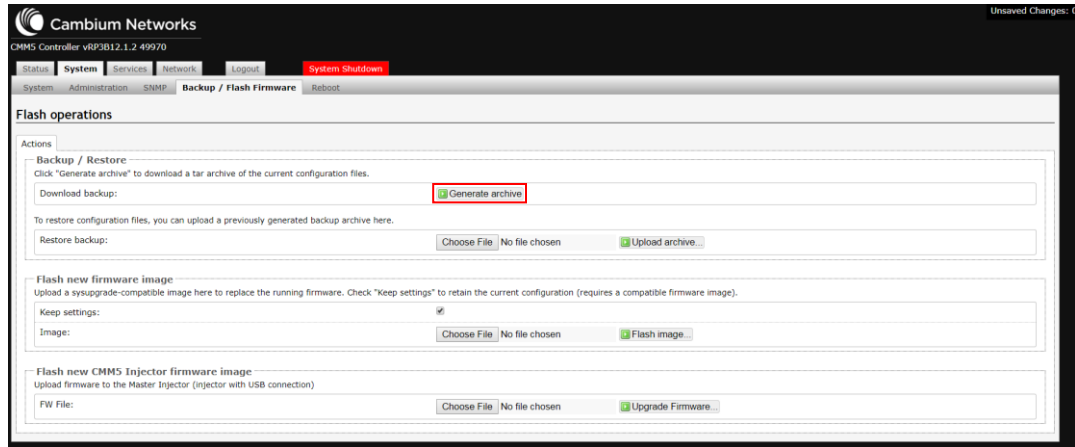 Unsaved Changes:
Cambium Networks
CMM5 Controller vRP3B12.1.2 49970
Status System Services Network Logout System Shutdown
System Administration SNMP Backup / Flash Firmware Reboot
Flash operations
Actions
Backup / Restore
Click "Generate archive" to download a tar archive of the current configuration files.
Download backup: Generate archive
To restore configuration files, you can upload a previously generated backup archive here.
Restore backup: Choose File No file chosen Upload archive...
Flash new firmware image
Upload a sysupgrade-compatible image here to replace the running firmware. Check "Keep settings" to retain the current configuration (requires a compatible firmware image).
Keep settings:
Image: Choose File No file chosen Flash image...
Flash new CMM5 Injector firmware image
Upload firmware to the Master Injector (injector with USB connection)
FW File: Choose File No file chosen Upgrade Firmware...